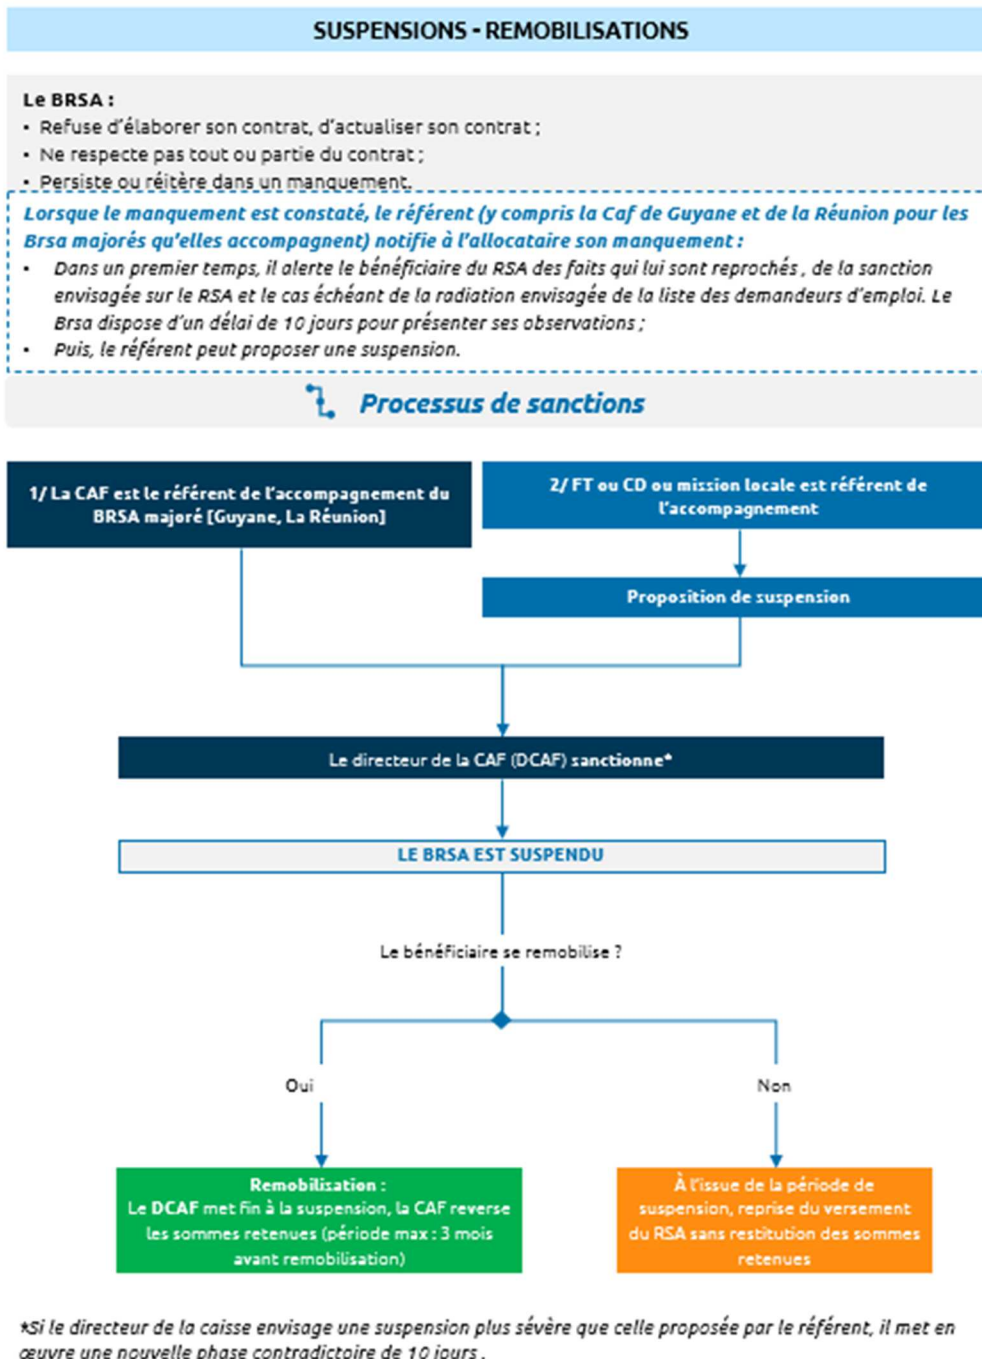 SUSPENSIONS - REMOBILISATIONS
Le BRSA :
• Refuse d'élaborer son contrat, d'actualiser son contrat ;
• Ne respecte pas tout ou partie du contrat ;
• Persiste ou réitère dans un manquement.
Lorsque le manquement est constaté, le référent (y compris la Caf de Guyane et de la Réunion pour les
Brsa majorés qu'elles accompagnent) notifie à l'allocataire son manquement :
• Dans un premier temps, il alerte le bénéficiaire du RSA des faits qui lui sont reprochés , de la sanction
envisagée sur le RSA et le cas échéant de la radiation envisagée de la liste des demandeurs d'emploi. Le
Brsa dispose d'un délai de 10 jours pour présenter ses observations ;
• Puis, le référent peut proposer une suspension.
Processus de sanctions
1/ La CAF est le référent de l'accompagnement du
BRSA majoré [Guyane, La Réunion]
2/ FT ou CD ou mission locale est référent de
l'accompagnement
Proposition de suspension
Le directeur de la CAF (DCAF) sanctionne*
LE BRSA EST SUSPENDU
Le bénéficiaire se remobilise ?
Oui
Non
Remobilization :
Le DCAF met fin à la suspension, la CAF reverse
les sommes retenues (période max : 3 mois
avant remobilisation)
À l'issue de la période de
suspension, reprise du versement
du RSA sans restitution des sommes
retenues
*Si le directeur de la caisse envisage une suspension plus sévère que celle proposée par le référent, il met en
œuvre une nouvelle phase contradictoire de 10 jours .